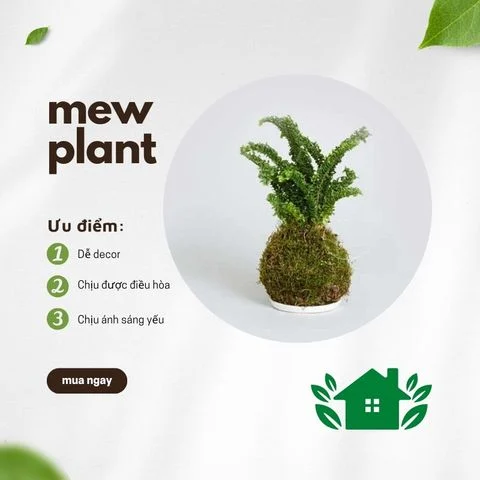 mew
plant
Ưu điểm:
1 Dễ decor
2 Chịu được điều hòa
3 Chịu ánh sáng yếu
mua ngay